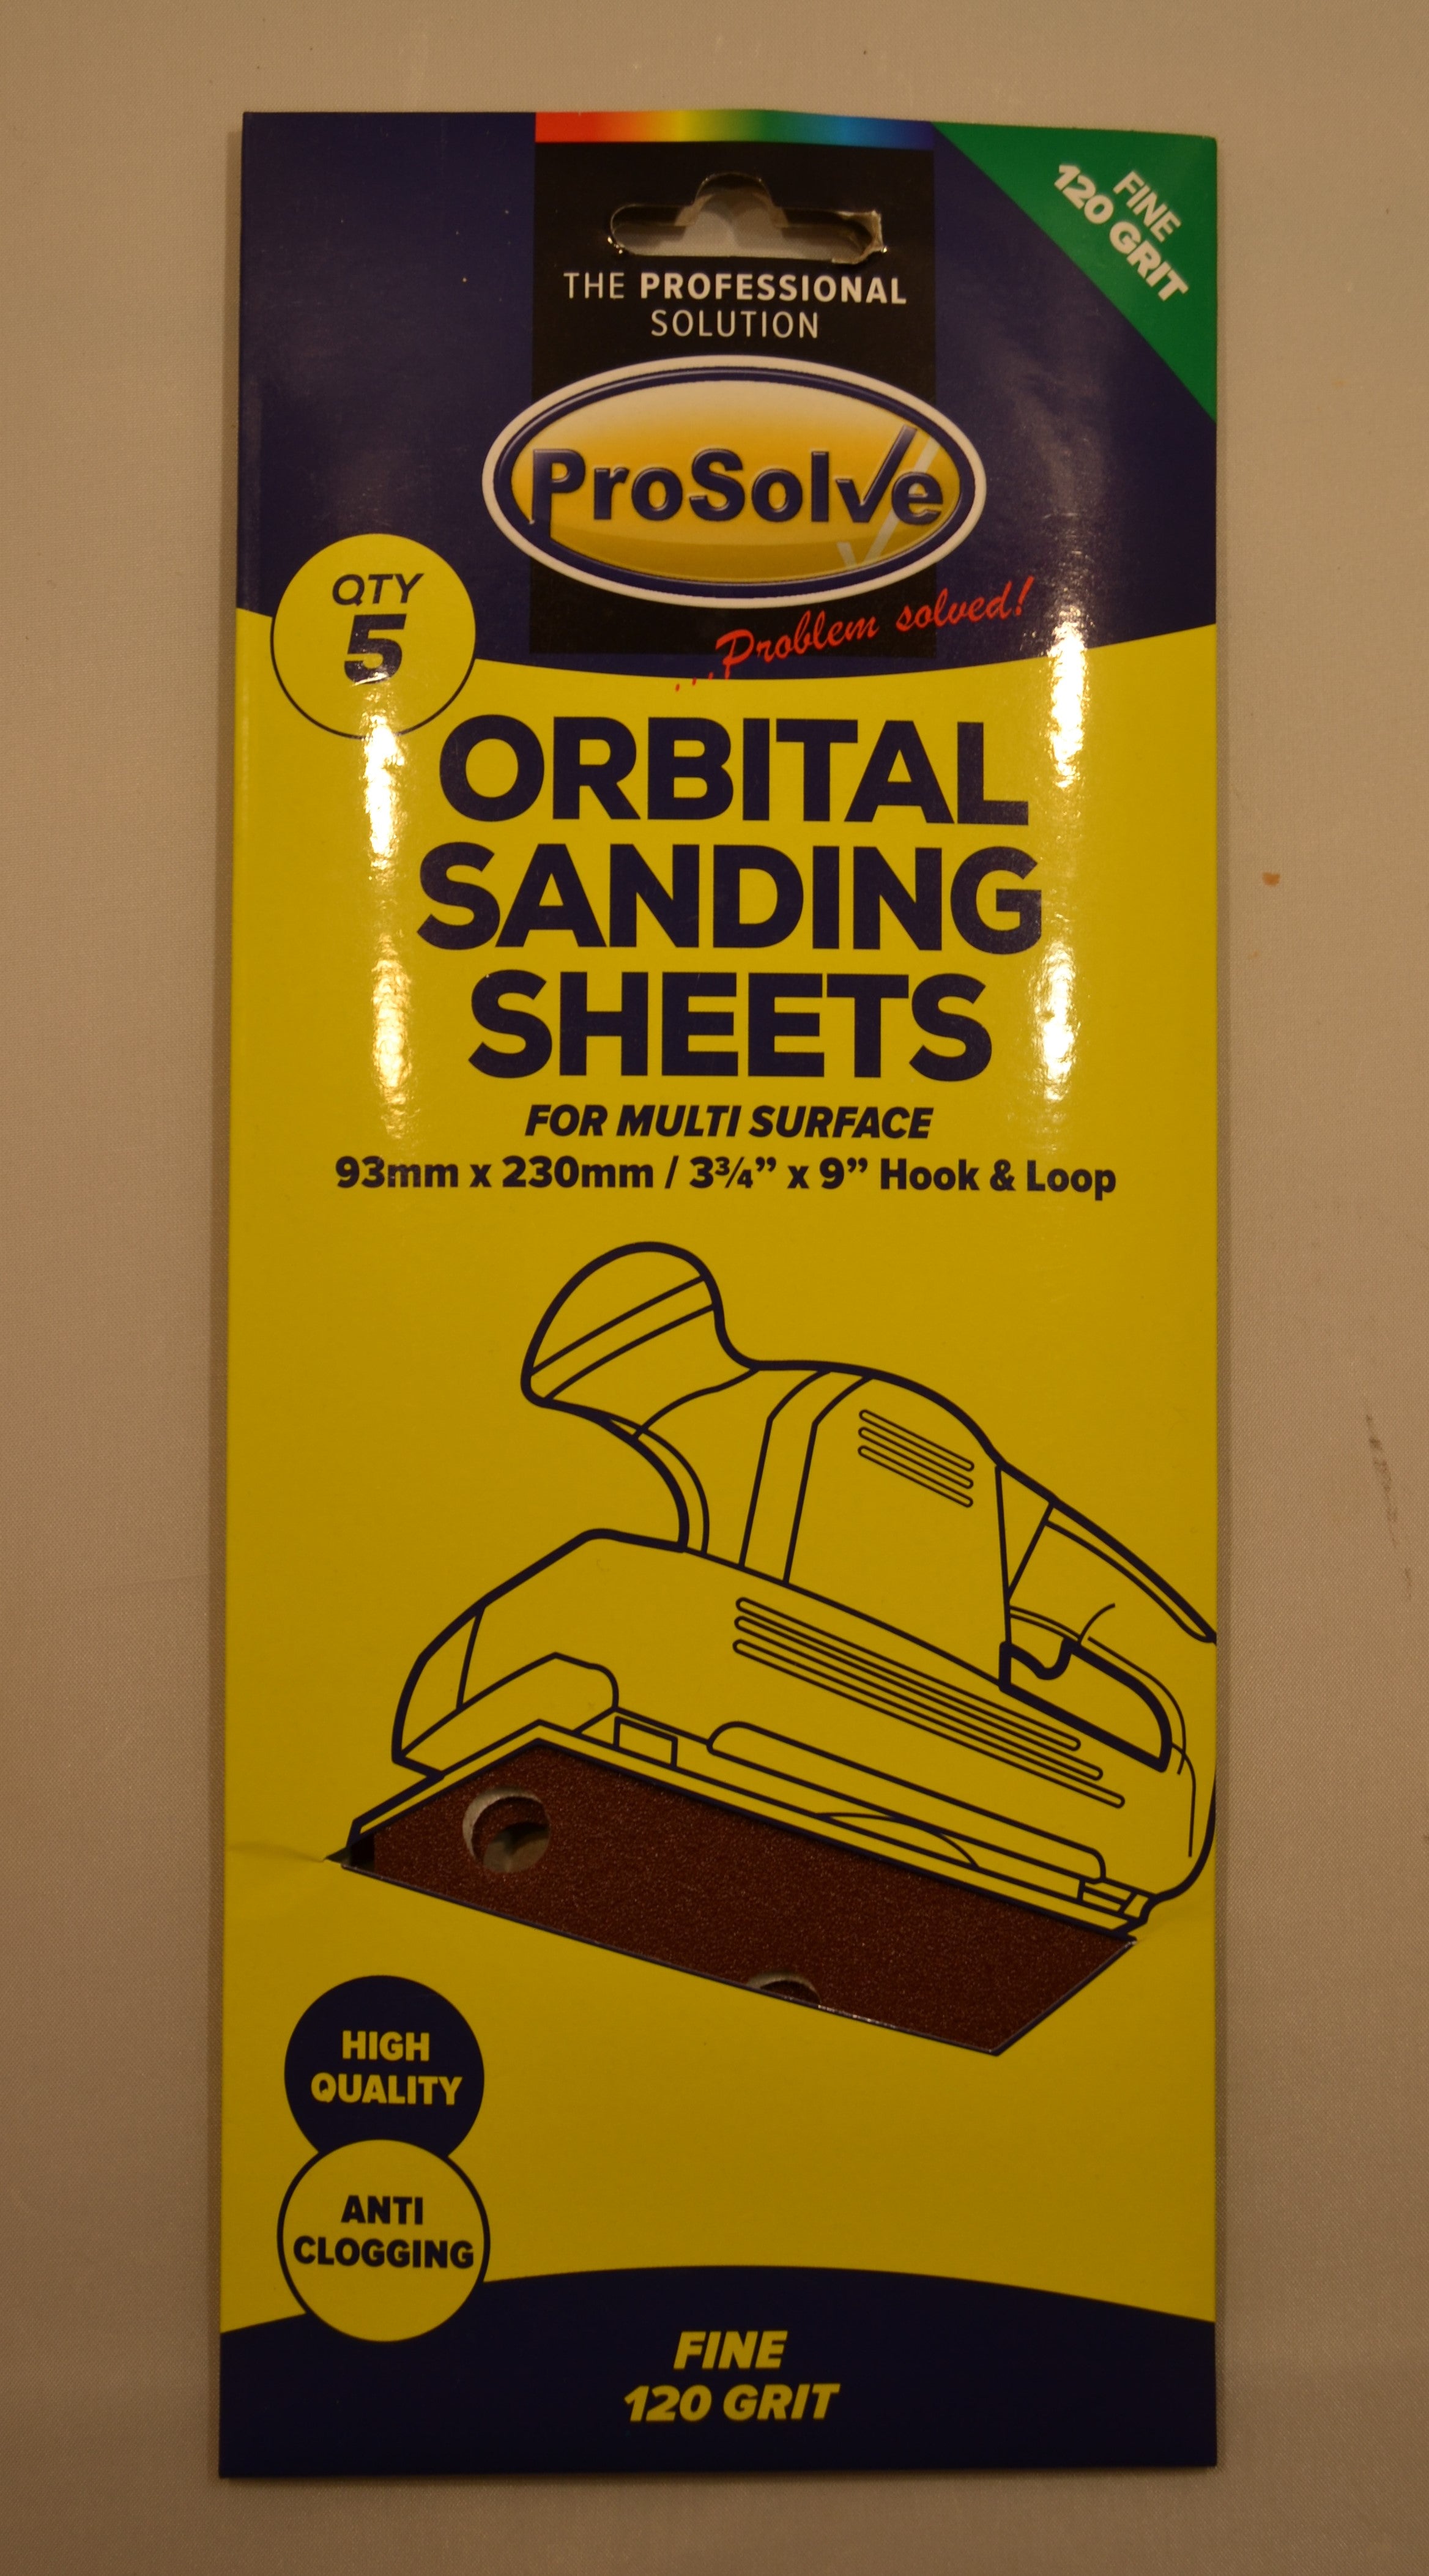 FINE
120 GRIT
THE PROFESSIONAL
SOLUTION
ProSolve
...Problem solved!
QTY
5
ORBITAL
SANDING
SHEETS
FOR MULTI SURFACE
93mm x 230mm / 3¾” x 9” Hook & Loop
HIGH
QUALITY
ANTI
CLOGGING
FINE
120 GRIT